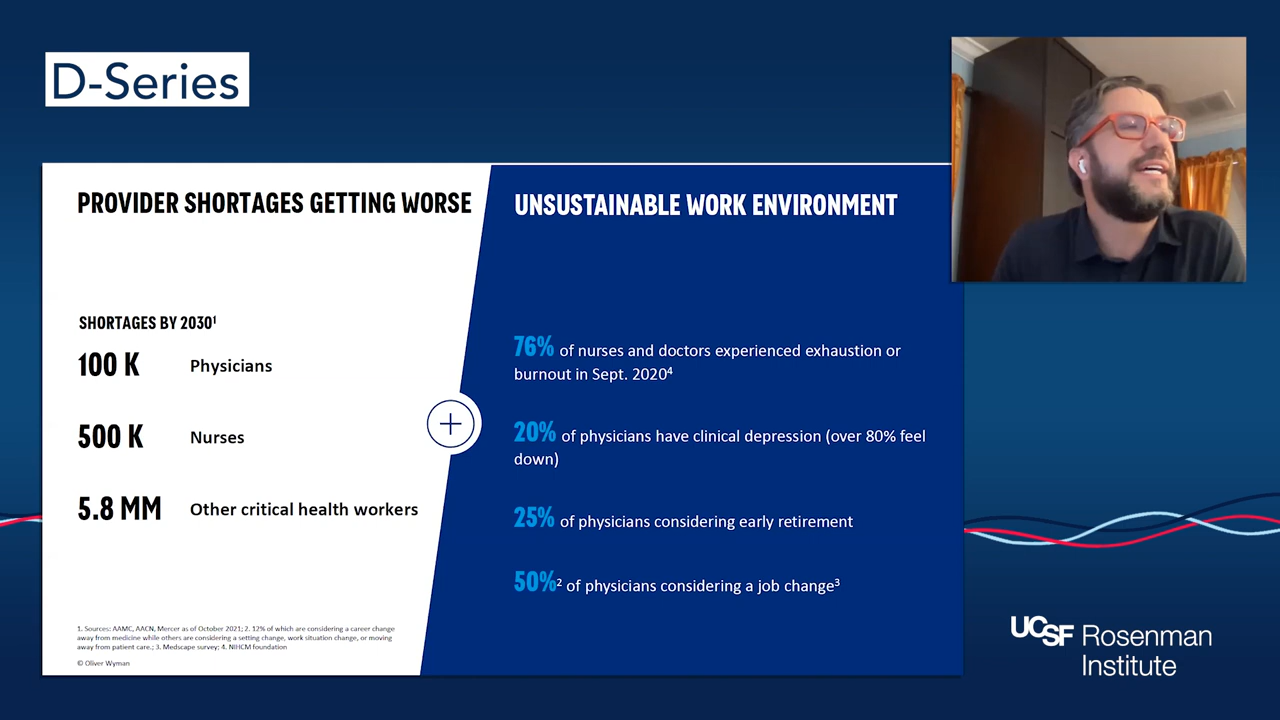 D-Series
PROVIDER SHORTAGES GETTING WORSE
SHORTAGES BY 2030¹
100 K Physicians
500 K Nurses
5.8 MM Other critical health workers
1. Sources: AAMC, AACN, Mercer as of October 2021; 2. 12% of which are considering a career change
away from medicine while others are considering a setting change, work situation change, or moving
away from patient care.; 3. Medscape survey; 4. NIHCM foundation
© Oliver Wyman
UNSUSTAINABLE WORK ENVIRONMENT
76% of nurses and doctors experienced exhaustion or
burnout in Sept. 2020⁴
20% of physicians have clinical depression (over 80% feel
down)
25% of physicians considering early retirement
50%² of physicians considering a job change³
UCSF Rosenman
Institute